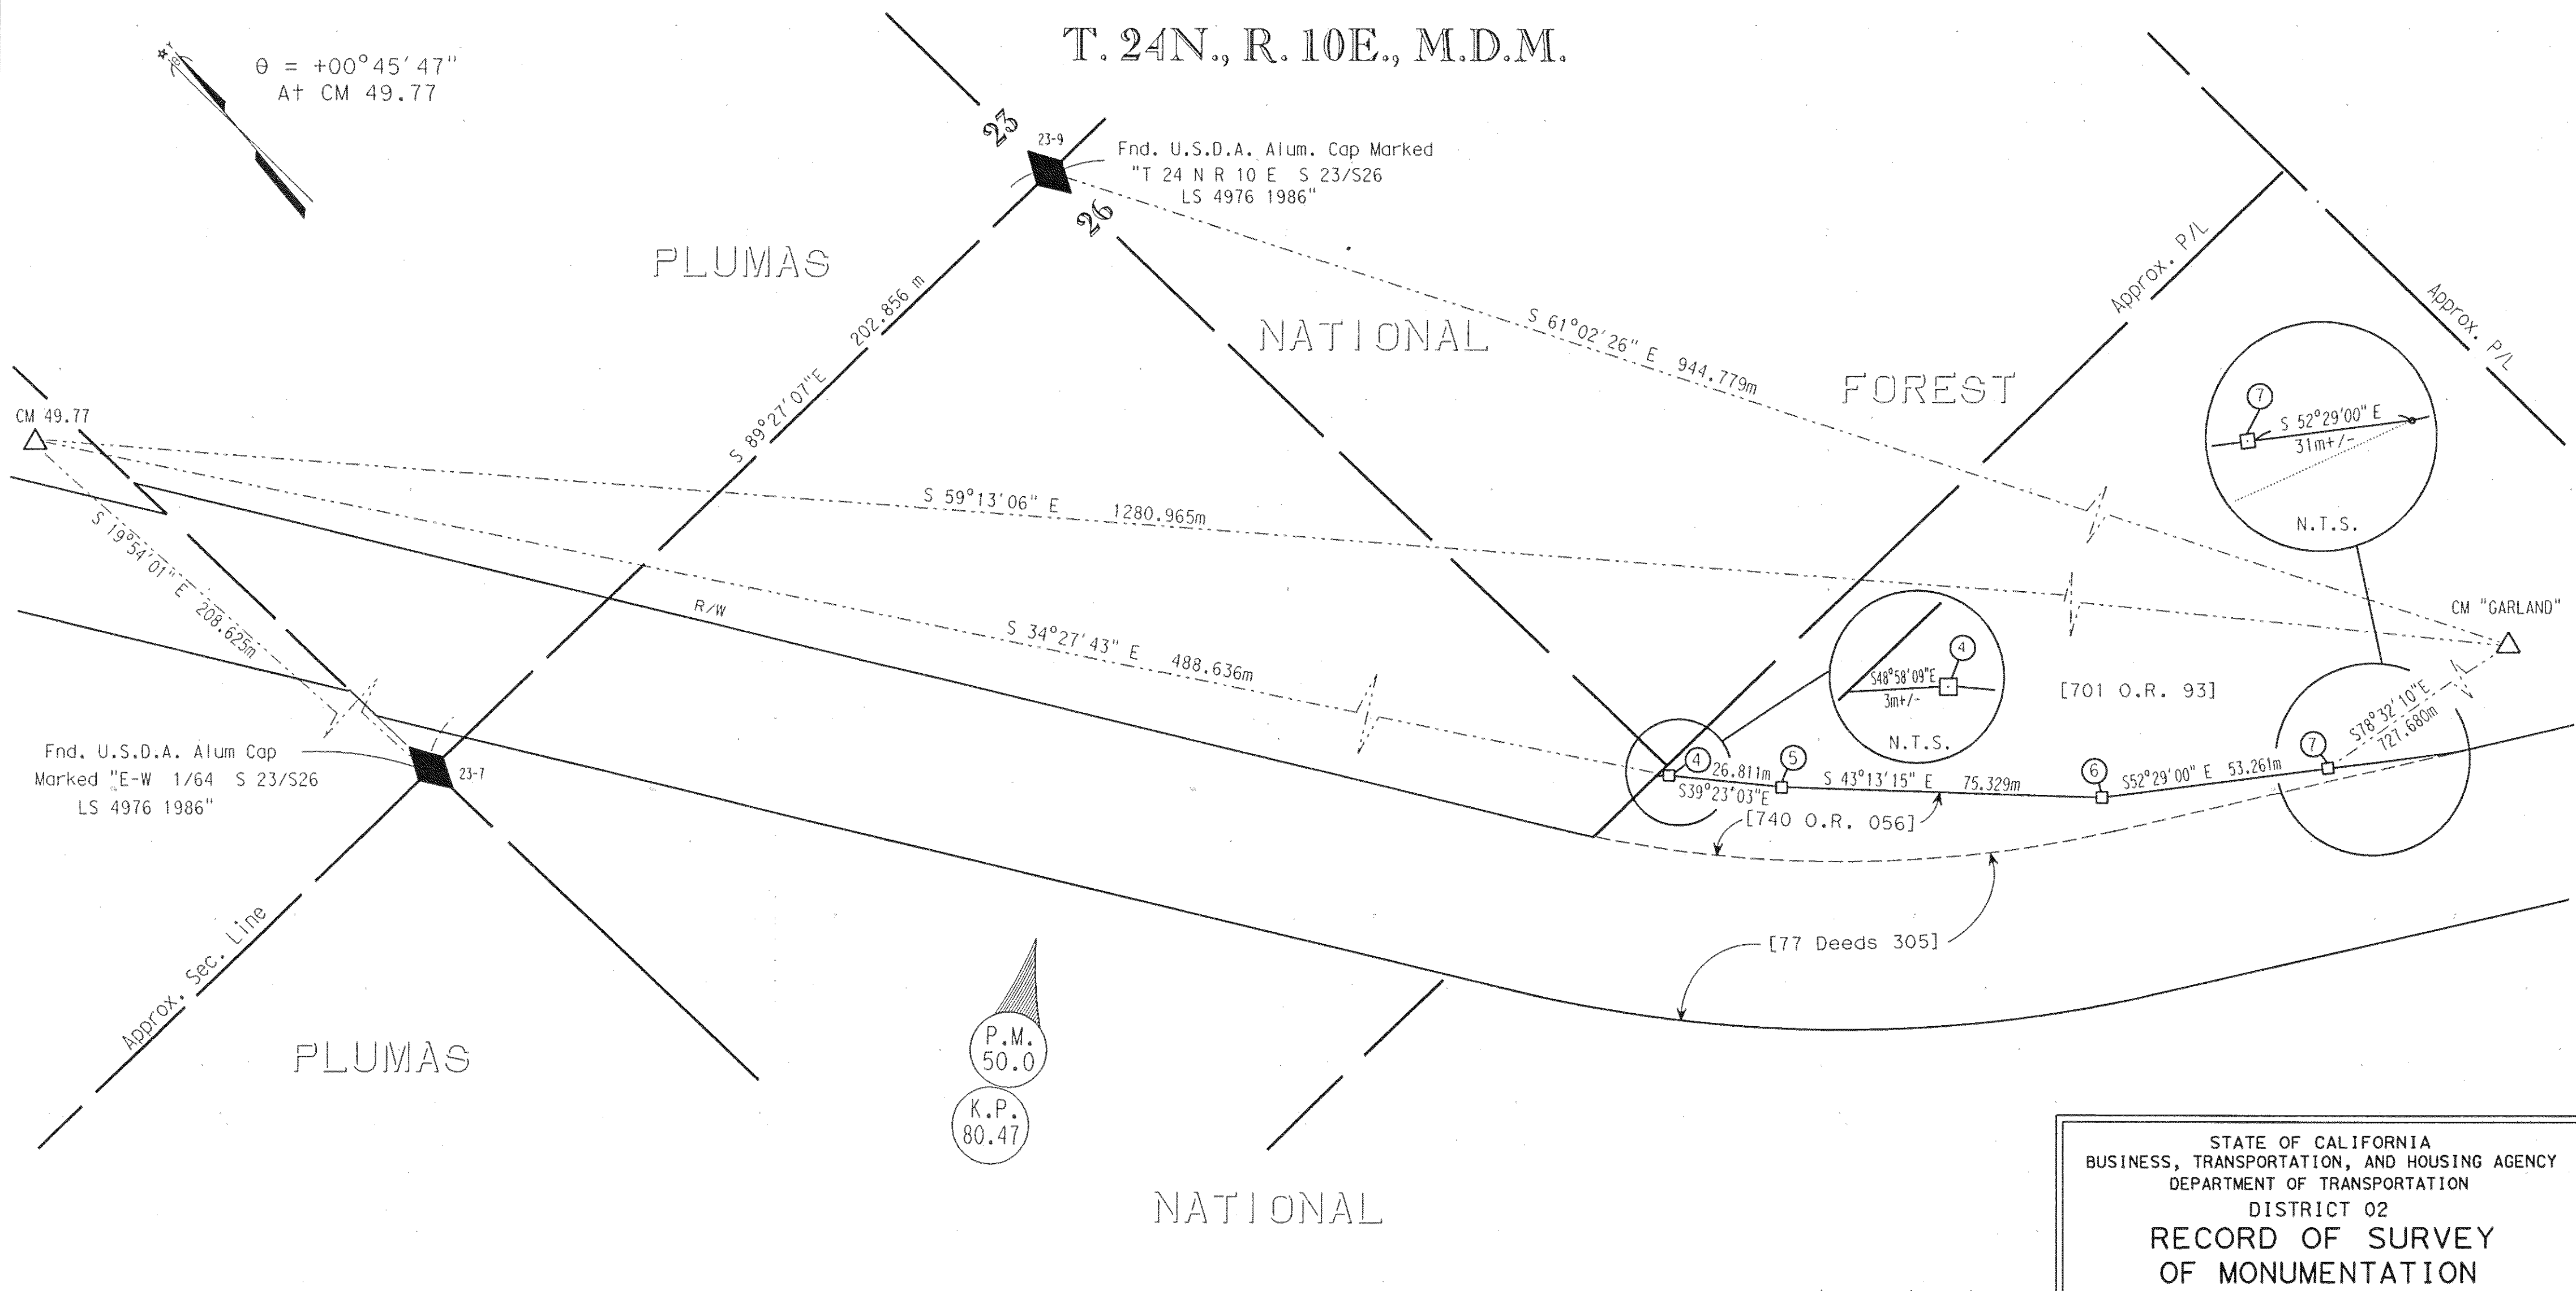 T. 24N., R. 10E., M.D.M.
θ = +00°45'47"
At CM 49.77
23
23-9
Fnd. U.S.D.A. Alum. Cap Marked
"T 24 N R 10 E S 23/S26
LS 4976 1986"
26
PLUMAS
NATIONAL
FOREST
S 89°27'07"E 202.856 m
S 61°02'26" E 944.779m
Approx. P/L
Approx. P/L
7
S 52°29'00" E
31m+/-
N.T.S.
CM 49.77
S 59°13'06" E 1280.965m
S 19°54'01" E 208.625m
R/W
S 34°27'43" E 488.636m
CM "GARLAND"
4
S48°58'09"E
3m+/-
N.T.S.
[701 O.R. 93]
S78°32'10"E
727.680m
Fnd. U.S.D.A. Alum Cap
Marked "E-W 1/64 S 23/S26
LS 4976 1986"
23-7
4
26.811m
S39°23'03"E
5
S 43°13'15" E 75.329m
6
S52°29'00" E 53.261m
7
[740 O.R. 056]
[77 Deeds 305]
Approx. Sec. Line
P.M.
50.0
K.P.
80.47
PLUMAS
NATIONAL
STATE OF CALIFORNIA
BUSINESS, TRANSPORTATION, AND HOUSING AGENCY
DEPARTMENT OF TRANSPORTATION
DISTRICT 02
RECORD OF SURVEY
OF MONUMENTATION